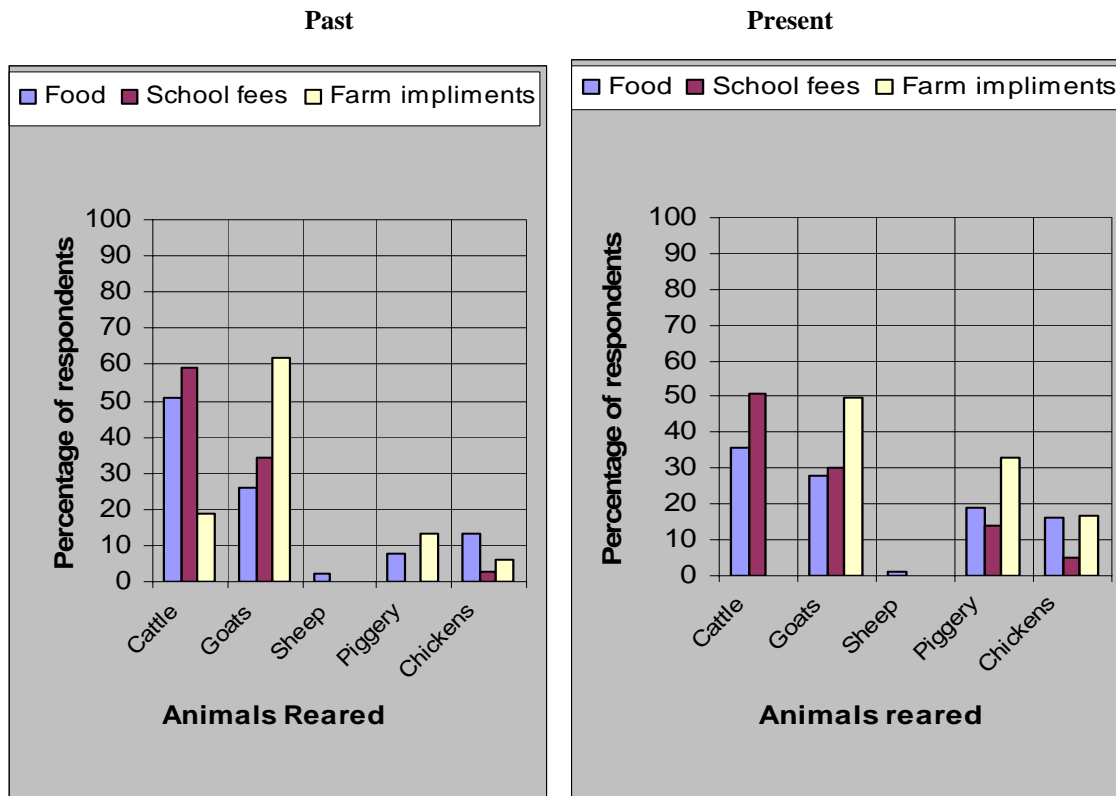 Past
Food School fees Farm impliments
Percentage of respondents
100
90
80
70
60
50
40
30
20
10
0
Cattle
Goats
Sheep
Piggery
Chickens
Animals Reared
Present
Food School fees Farm impliments
Percentage of respondents
100
90
80
70
60
50
40
30
20
10
0
Cattle
Goats
Sheep
Piggery
Chickens
Animals reared